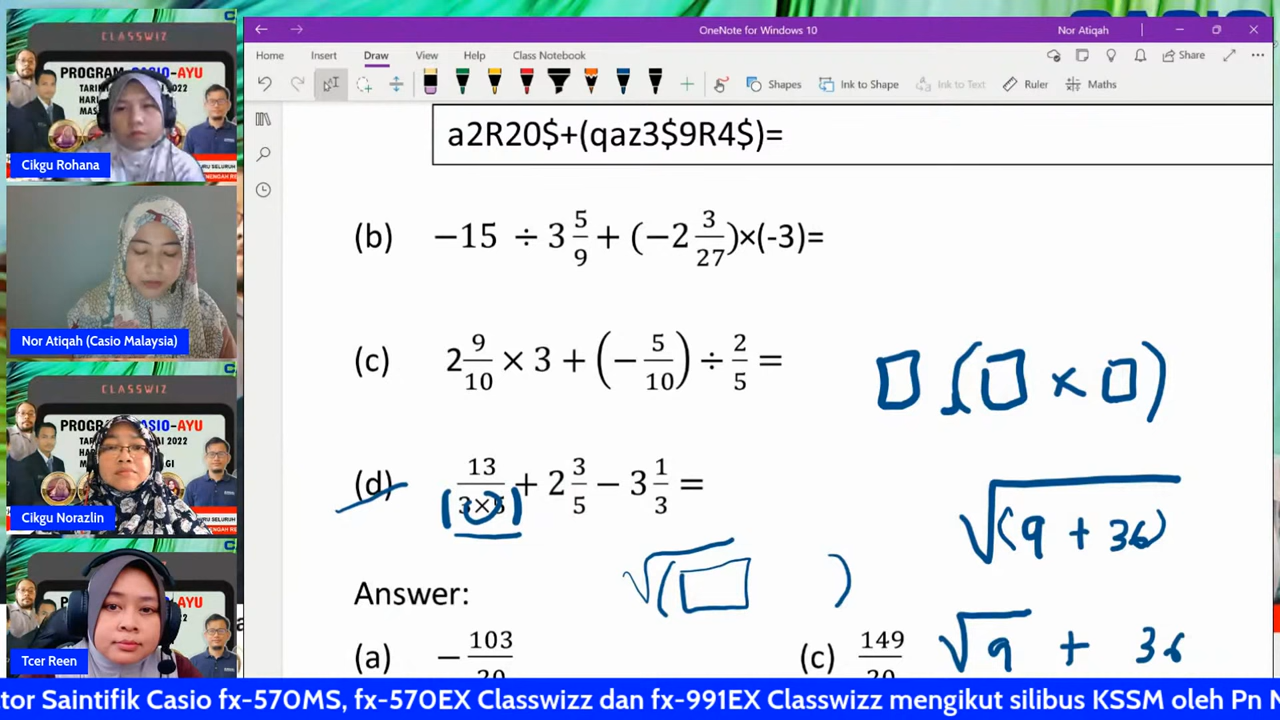 CLASSWIZ
PROGRAM CASIO-AYU
Cikgu Rohana
Nor Atiqah (Casio Malaysia)
CLASSWIZ
Cikgu Norazlin
Tcer Reen
OneNote for Windows 10
Nor Atiqah
Home Insert Draw View Help Class Notebook
Share
Shapes Ink to Shape Ink to Text Ruler Maths
a2R20$+(qaz3$9R4$)=
(b) −15 ÷ 3 5/9 + (−2 3/27)×(-3)=
(c) 2 9/10 × 3 + (− 5/10) ÷ 2/5 =
□ (□ × □)
(d) 13/(3×5) + 2 3/5 − 3 1/3 =
√(9 + 36)
√(□ )
Answer:
(a) − 103/20
(c) 149/20
√9 + 36
tor Saintifik Casio fx-570MS, fx-570EX Classwizz dan fx-991EX Classwizz mengikut silibus KSSM oleh Pn